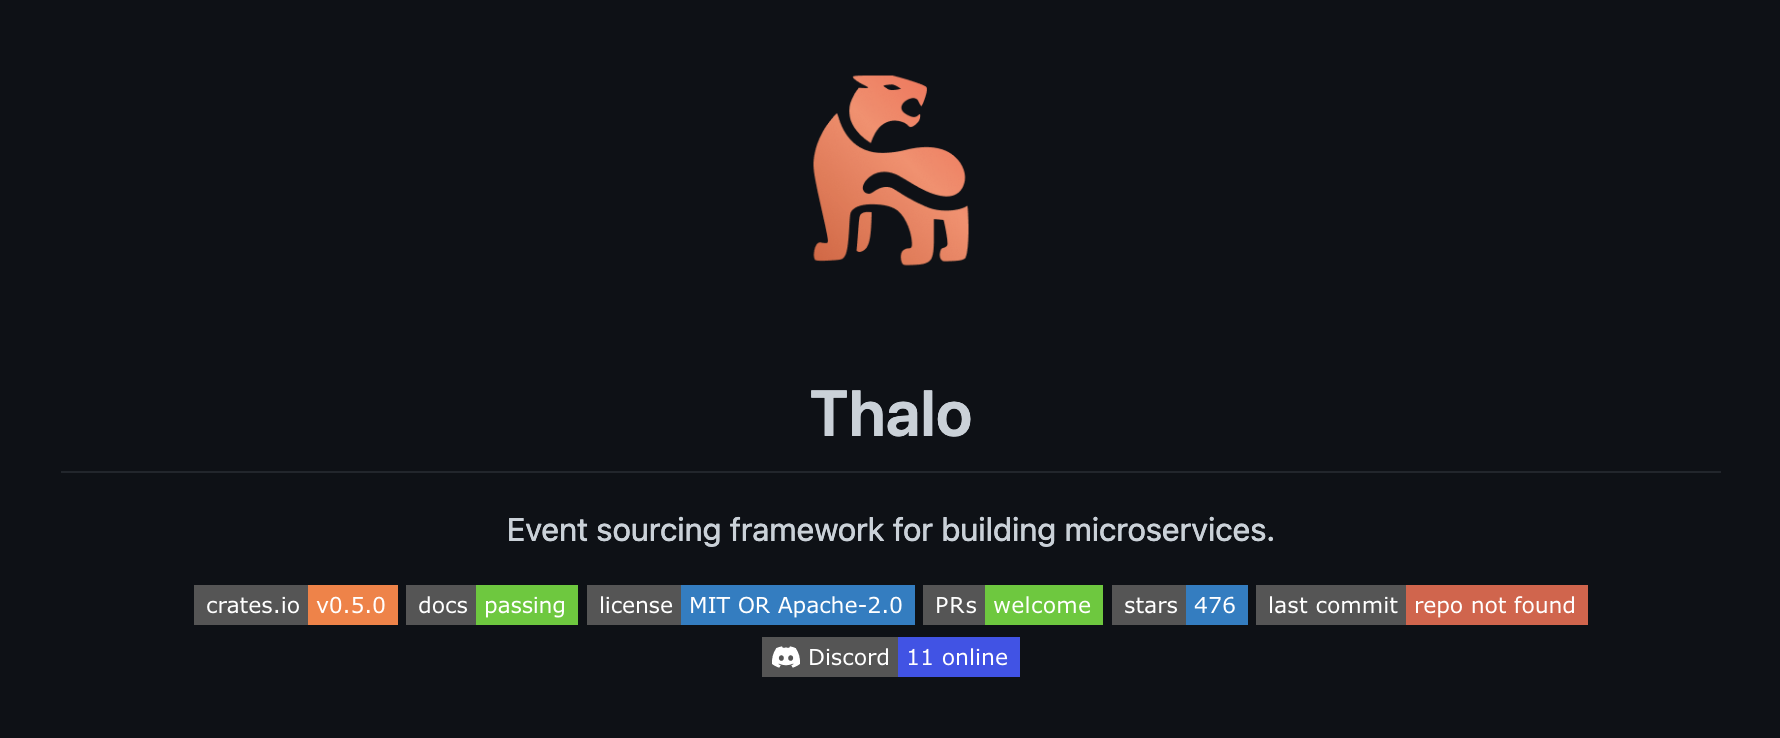 Thalo
Event sourcing framework for building microservices.
crates.io v0.5.0 docs passing license MIT OR Apache-2.0 PRs welcome stars 476 last commit repo not found
Discord 11 online